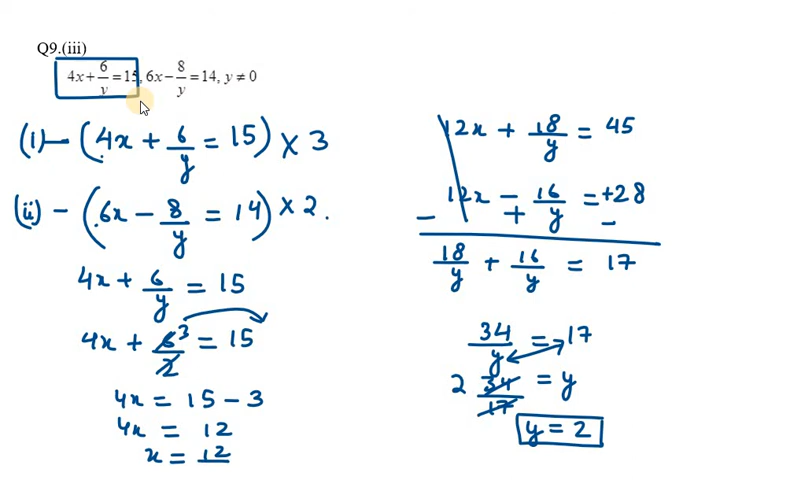 Q9.(iii)
4x + 6/y = 15, 6x − 8/y = 14, y ≠ 0
(i) — (4x + 6/y = 15) × 3
(ii) — (6x − 8/y = 14) × 2.
4x + 6/y = 15
4x + 6/2 3 = 15
4x = 15 − 3
4x = 12
x = 12
12x + 18/y = 45
12x − 16/y = +28
− + −
18/y + 16/y = 17
34/y = 17
2 34/17 = y
y = 2